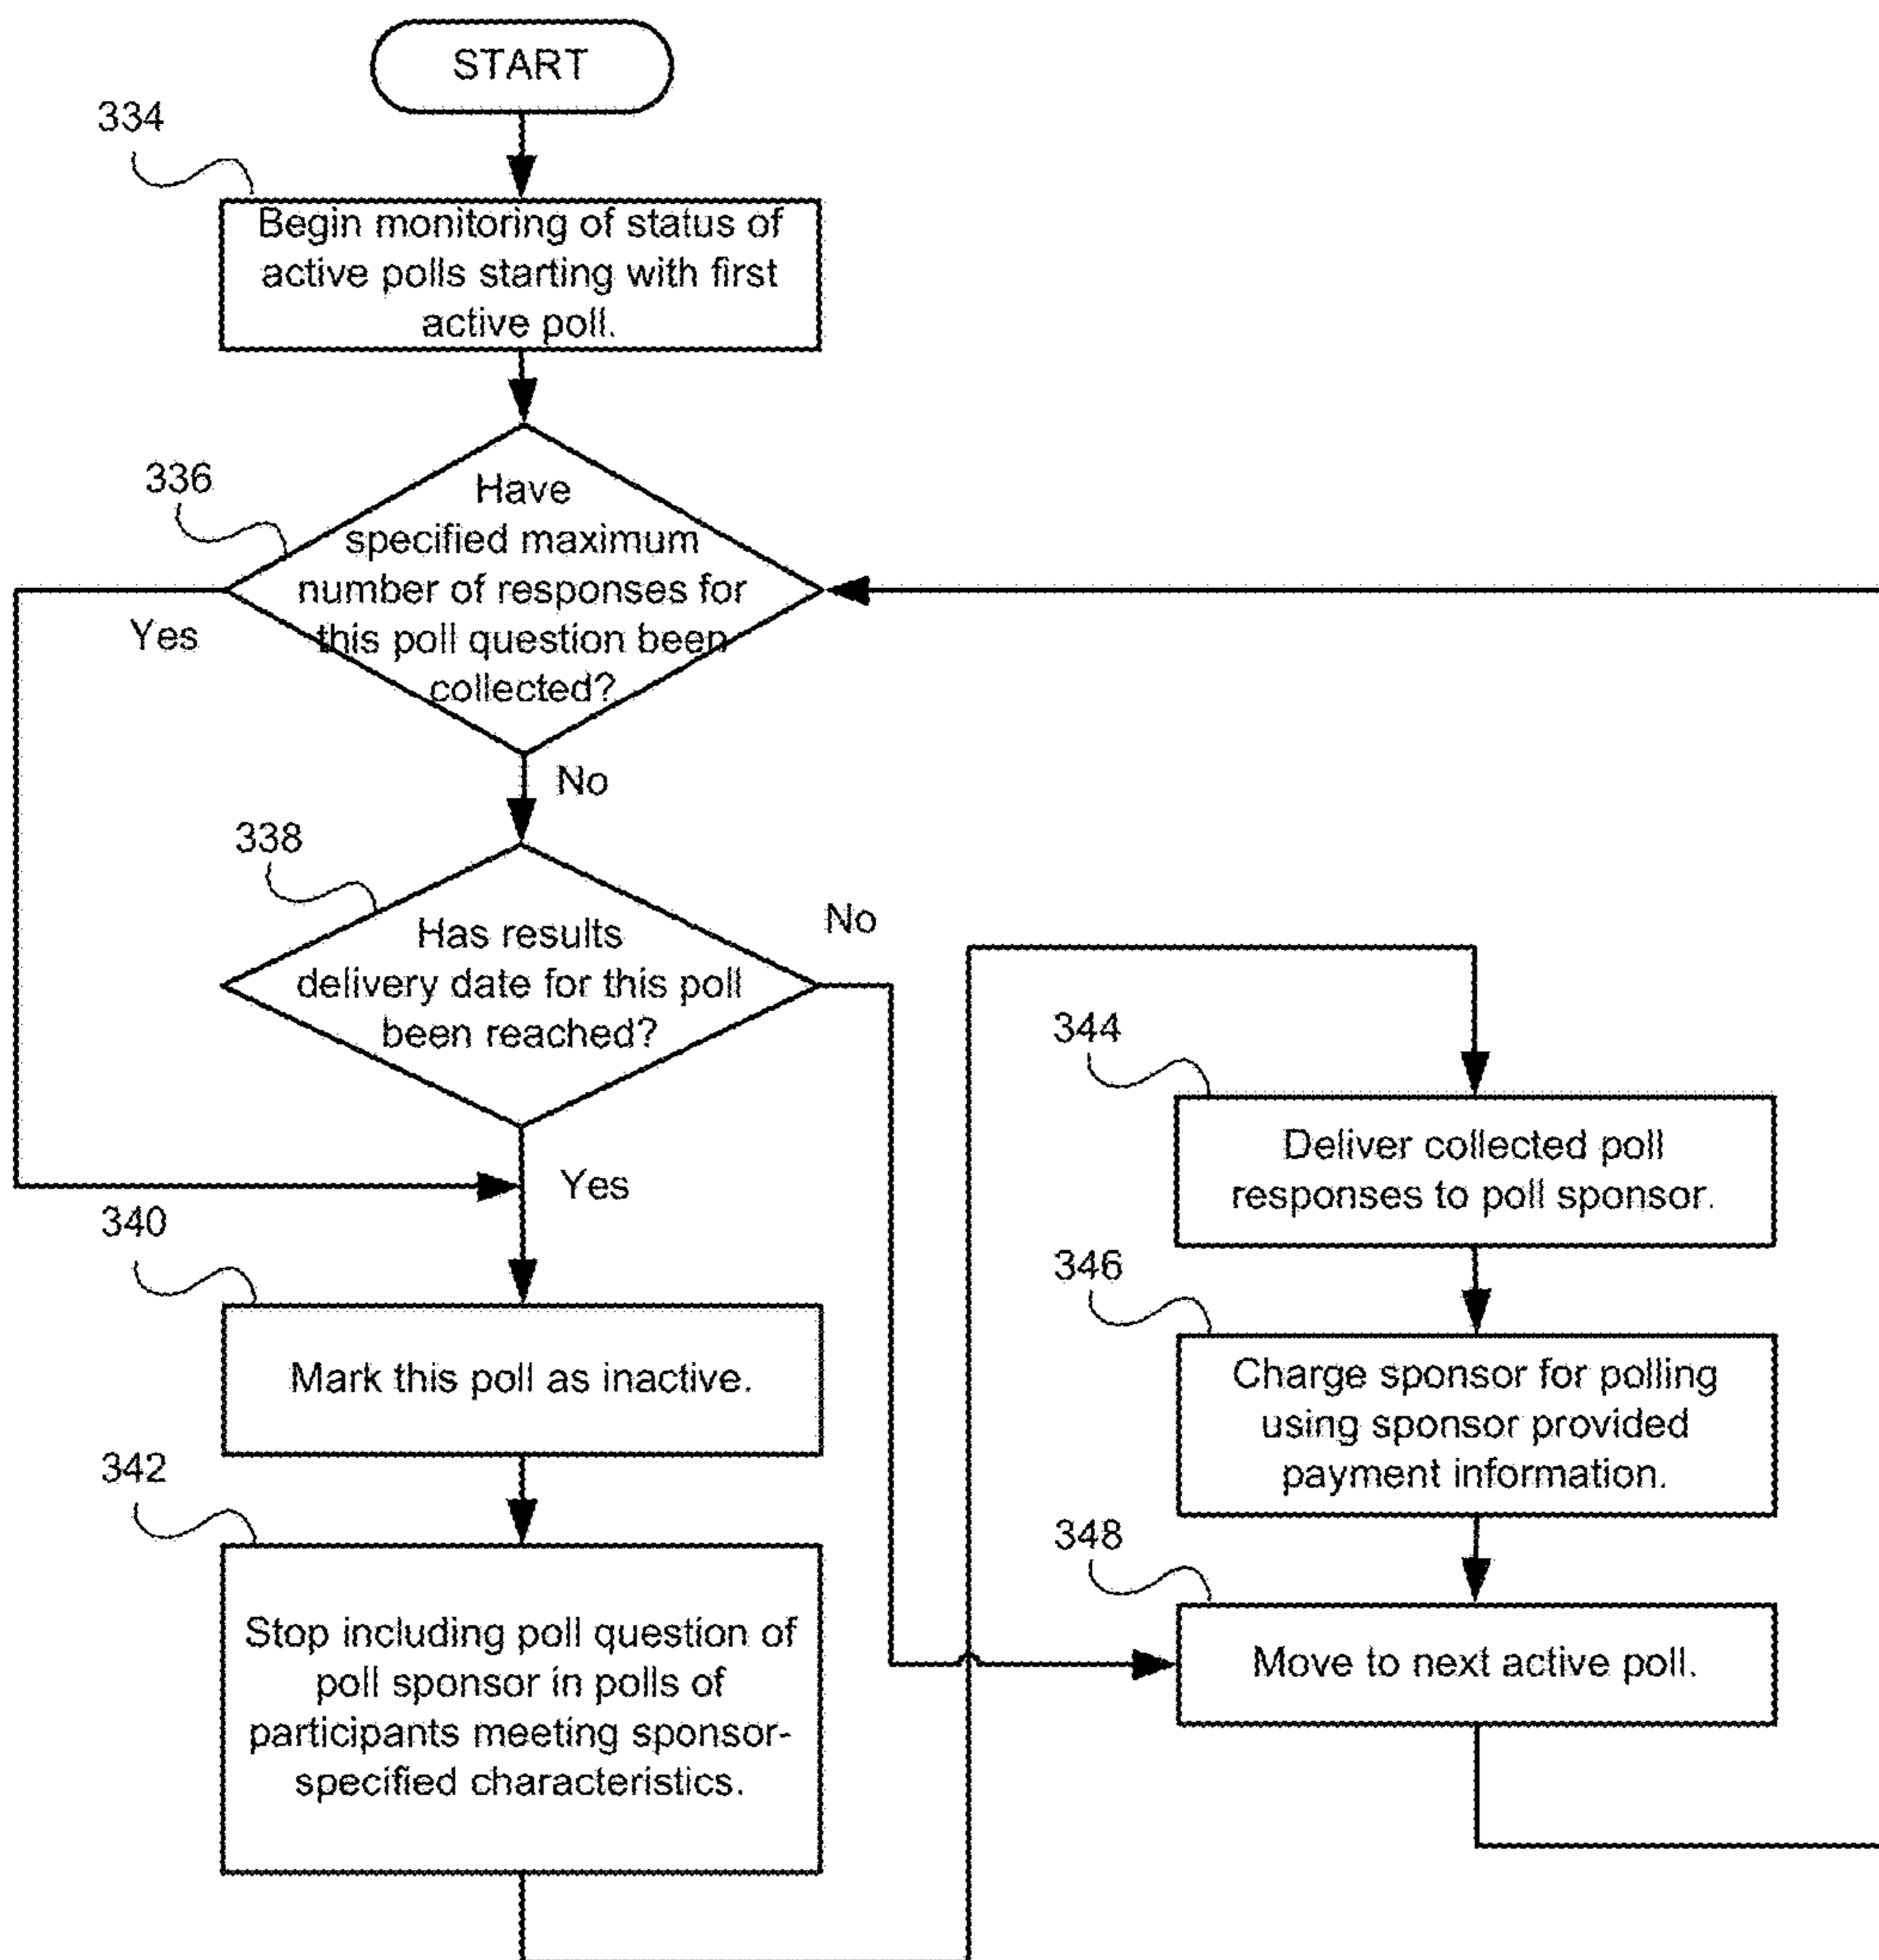 START
334
Begin monitoring of status of
active polls starting with first
active poll.
336
Have
specified maximum
number of responses for
this poll question been
collected?
Yes
No
338
Has results
delivery date for this poll
been reached?
No
Yes
340
Mark this poll as inactive.
342
Stop including poll question of
poll sponsor in polls of
participants meeting sponsor-
specified characteristics.
344
Deliver collected poll
responses to poll sponsor.
346
Charge sponsor for polling
using sponsor provided
payment information.
348
Move to next active poll.